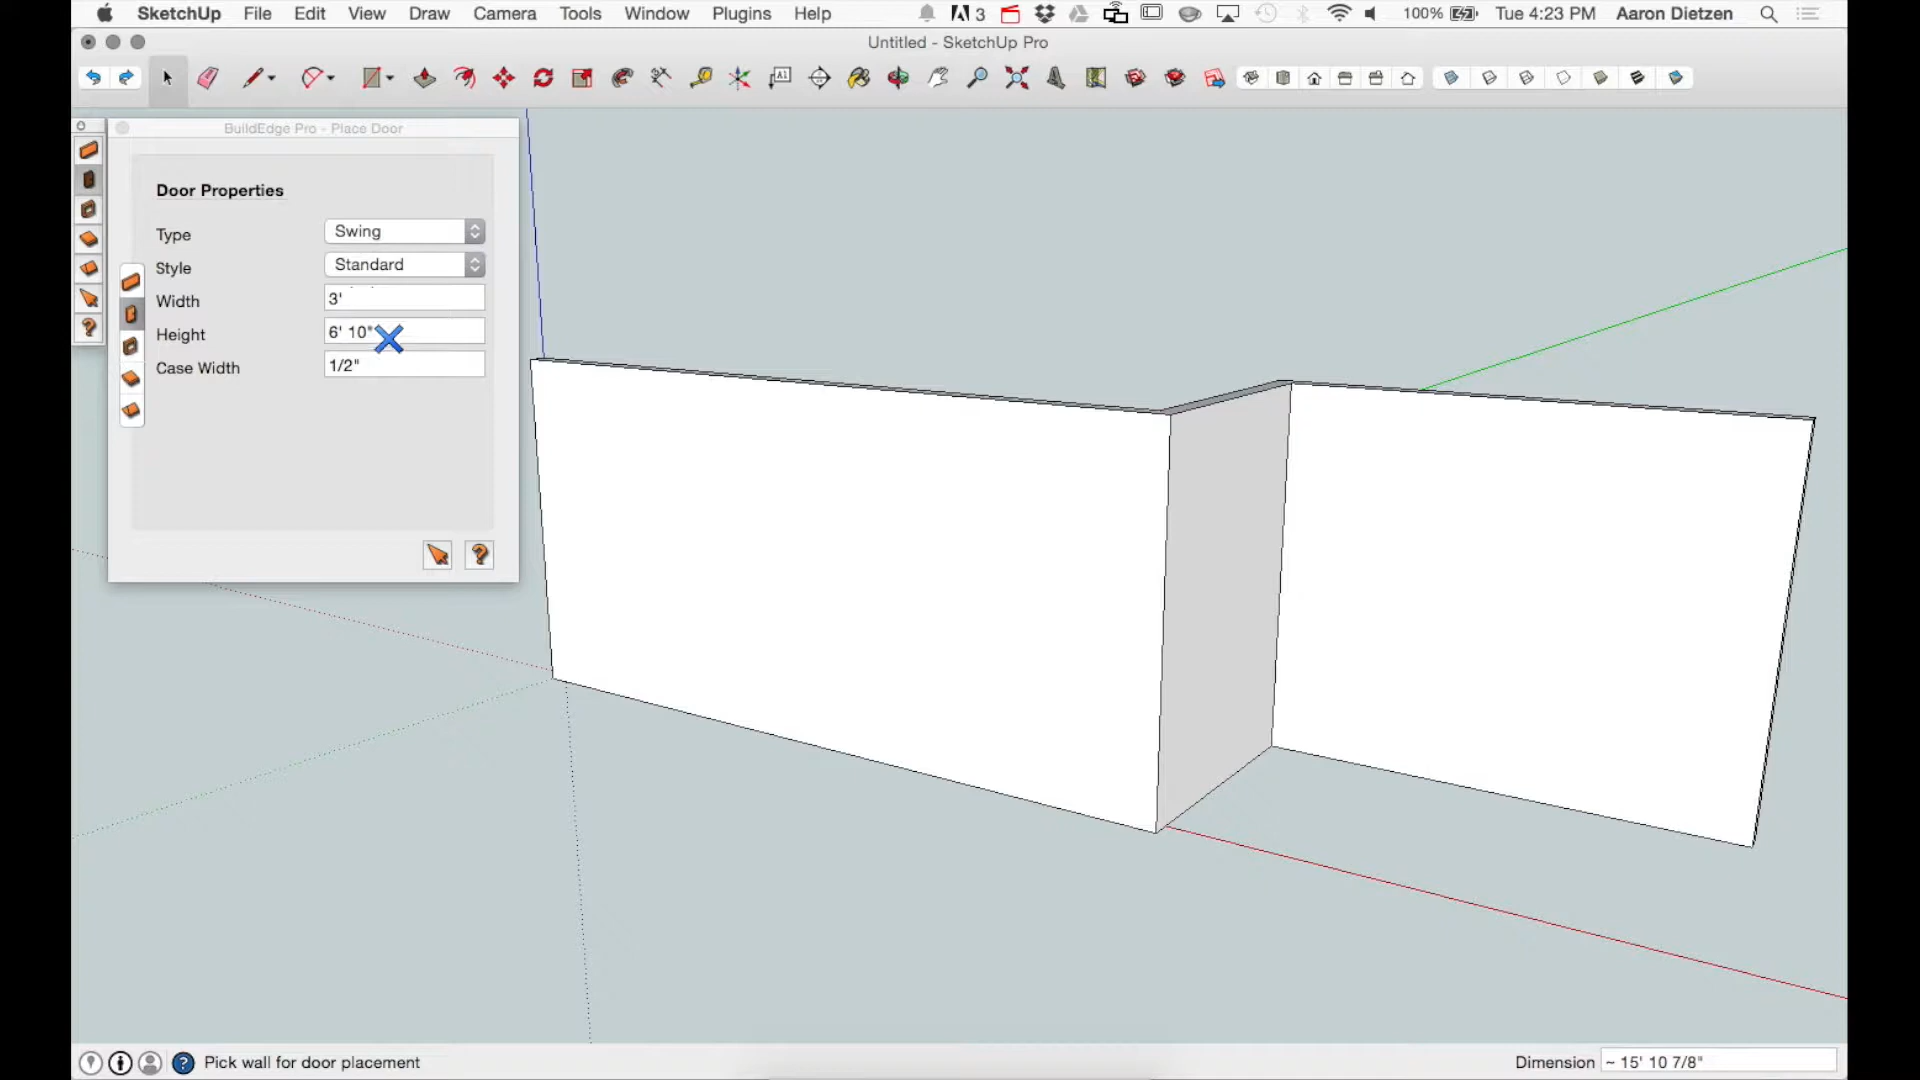 SketchUp File Edit View Draw Camera Tools Window Plugins Help 3 100% Tue 4:23 PM Aaron Dietzen
Untitled - SketchUp Pro
A1
BuildEdge Pro - Place Door
Door Properties
Type Swing
Style Standard
Width 3'
Height 6' 10"
Case Width 1/2"
Pick wall for door placement Dimension ~ 15' 10 7/8"